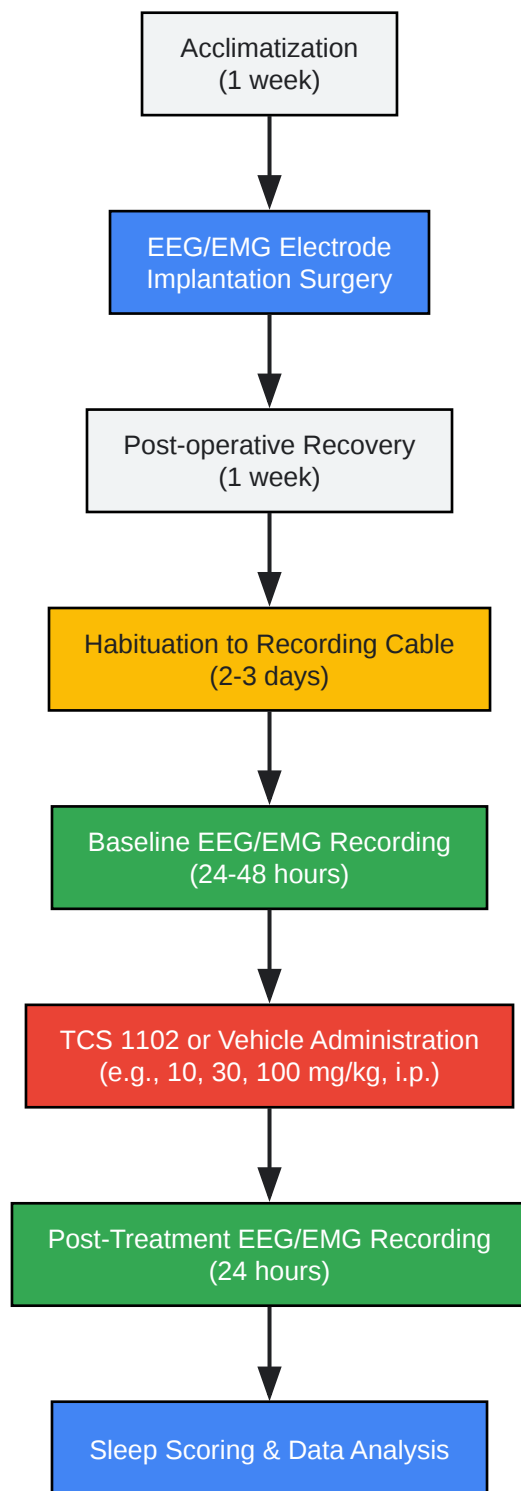 Acclimatization
(1 week)
EEG/EMG Electrode
Implantation Surgery
Post-operative Recovery
(1 week)
Habituation to Recording Cable
(2-3 days)
Baseline EEG/EMG Recording
(24-48 hours)
TCS 1102 or Vehicle Administration
(e.g., 10, 30, 100 mg/kg, i.p.)
Post-Treatment EEG/EMG Recording
(24 hours)
Sleep Scoring & Data Analysis